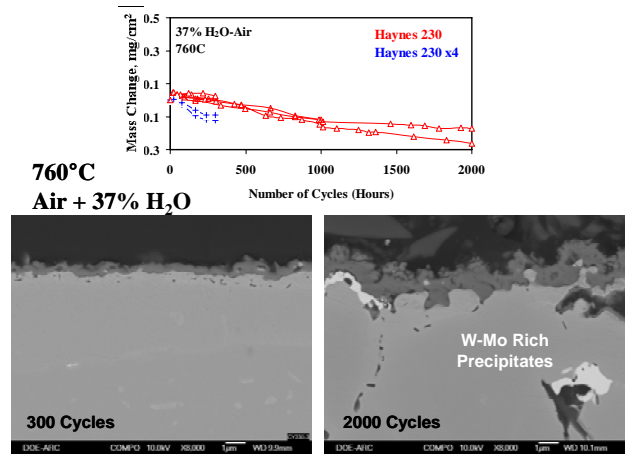 0.5
0.3
0.1
0.1
0.3
Mass Change, mg/cm²
37% H₂O-Air
760C
Haynes 230
Haynes 230 x4
0 500 1000 1500 2000
Number of Cycles (Hours)
760°C
Air + 37% H₂O
W-Mo Rich
Precipitates
300 Cycles
2000 Cycles
DOE-ARC COMPO 10.0kV X8,000 1µm WD 9.9mm
DOE-ARC COMPO 10.0kV X8,000 1µm WD 10.1mm